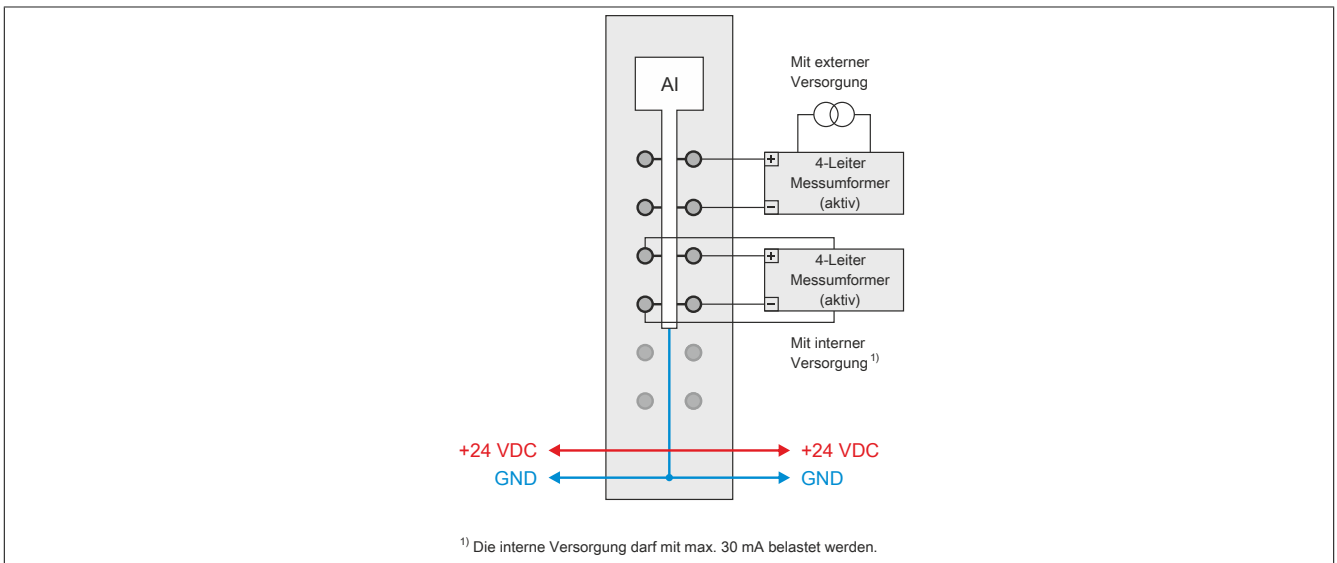 AI
Mit externer
Versorgung
+
4-Leiter
Messumformer
(aktiv)
−
+
4-Leiter
Messumformer
(aktiv)
−
Mit interner
Versorgung 1)
+24 VDC
+24 VDC
GND
GND
1) Die interne Versorgung darf mit max. 30 mA belastet werden.